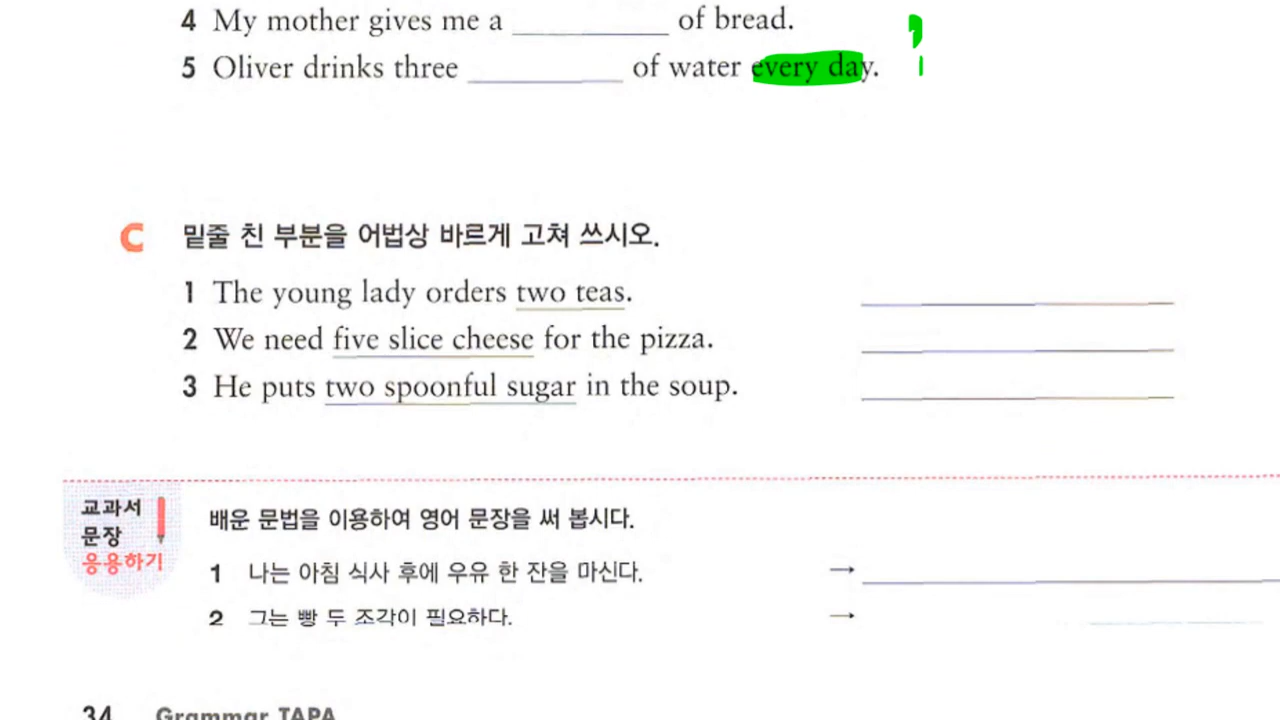 4 My mother gives me a __________ of bread.
5 Oliver drinks three __________ of water every day.
C 밑줄 친 부분을 어법상 바르게 고쳐 쓰시오.
1 The young lady orders two teas.
2 We need five slice cheese for the pizza.
3 He puts two spoonful sugar in the soup.
교과서
문장
응용하기
배운 문법을 이용하여 영어 문장을 써 봅시다.
1 나는 아침 식사 후에 우유 한 잔을 마신다. →
2 그는 빵 두 조각이 필요하다. →
34 Grammar TAPA